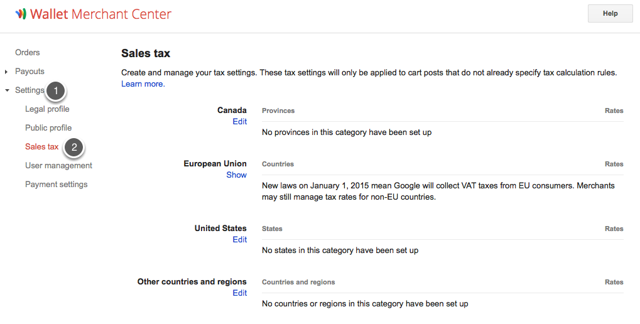 Wallet Merchant Center
Help
Orders
Payouts
Settings 1
Legal profile
Public profile
Sales tax 2
User management
Payment settings
Sales tax
Create and manage your tax settings. These tax settings will only be applied to cart posts that do not already specify tax calculation rules.
Learn more.
Canada Provinces Rates
Edit
No provinces in this category have been set up
European Union Countries Rates
Show
New laws on January 1, 2015 mean Google will collect VAT taxes from EU consumers. Merchants
may still manage tax rates for non-EU countries.
United States States Rates
Edit
No states in this category have been set up
Other countries and regions Countries and regions Rates
Edit
No countries or regions in this category have been set up